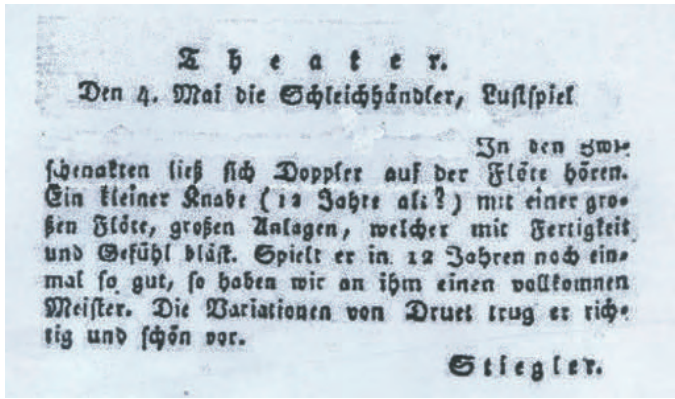 Theater.
Den 4. Mai die Schleichhändler, Lustspiel
In den Zwi-
schenakten ließ sich Doppler auf der Flöte hören.
Ein kleiner Knabe (12 Jahre alt?) mit einer gro-
ßen Flöte, großen Anlagen, welcher mit Fertigkeit
und Gefühl bläst. Spielt er in 12 Jahren noch ein-
mal so gut, so haben wir an ihm einen vollkomnen
Meister. Die Variationen von Druet trug er rich-
tig und schön vor.
Stiegler.